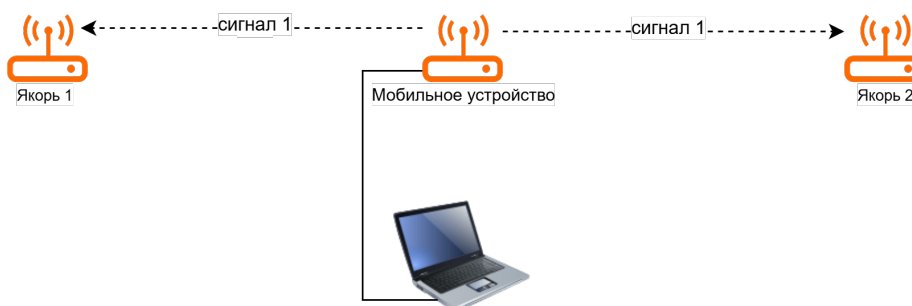 сигнал 1
сигнал 1
Якорь 1
Мобильное устройство
Якорь 2